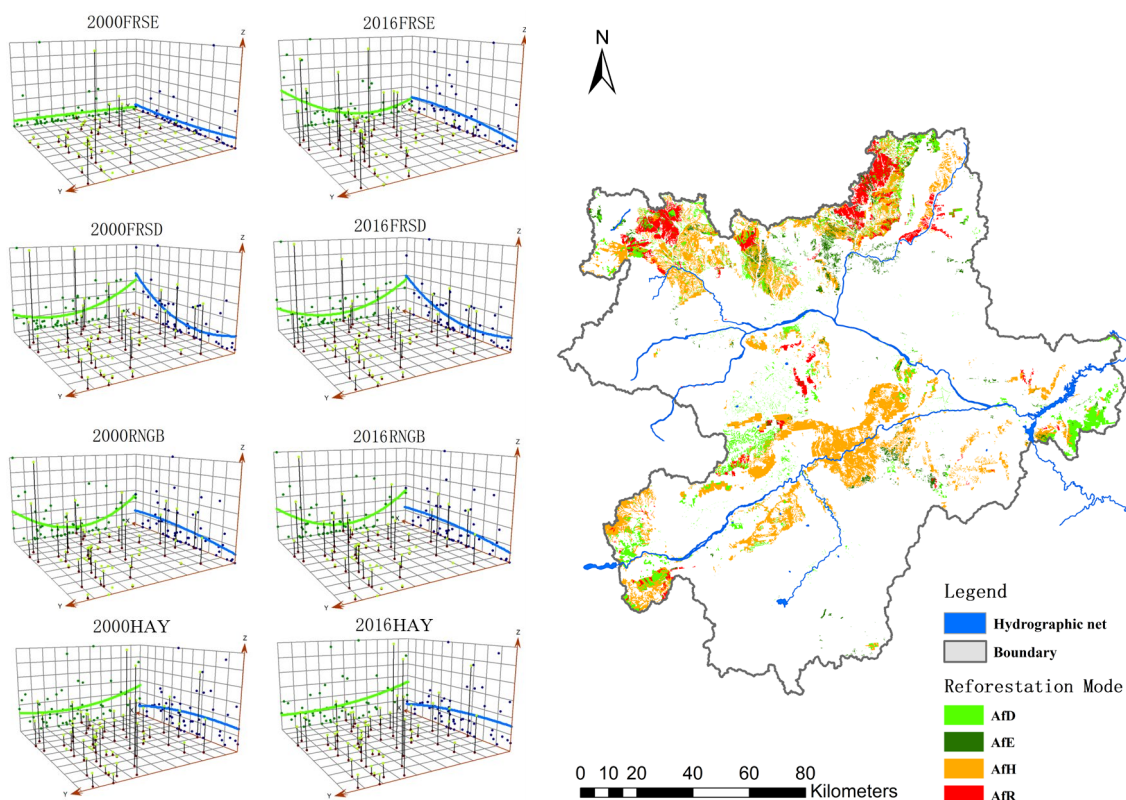 2000FRSE
2016FRSE
Z
Z
X
X
Y
Y
2000FRSD
2016FRSD
Z
Z
X
X
Y
Y
2000RNGB
2016RNGB
Z
Z
X
X
Y
Y
2000HAY
2016HAY
Z
Z
Y
Y
N
Legend
Hydrographic net
Boundary
Reforestation Mode
AfD
AfE
AfH
AfR
0 10 20 40 60 80
Kilometers